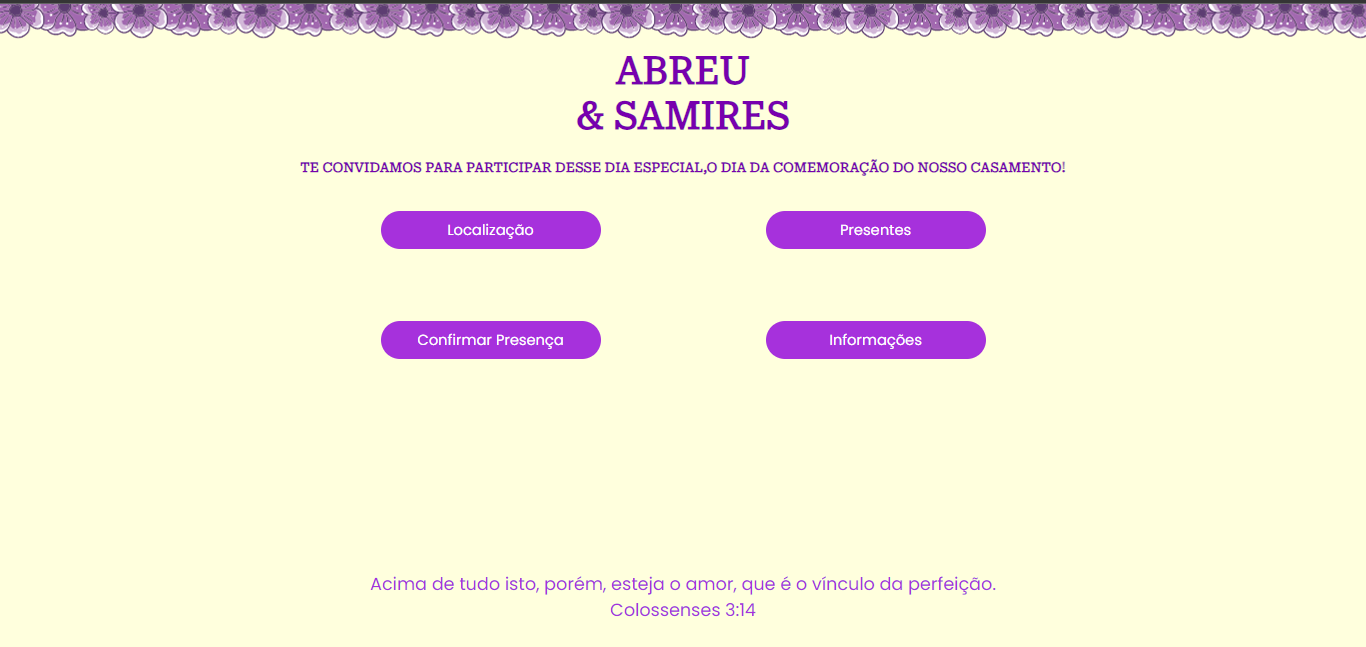 ABREU
& SAMIRES
TE CONVIDAMOS PARA PARTICIPAR DESSE DIA ESPECIAL,O DIA DA COMEMORAÇÃO DO NOSSO CASAMENTO!
Localização
Presentes
Confirmar Presença
Informações
Acima de tudo isto, porém, esteja o amor, que é o vínculo da perfeição.
Colossenses 3:14